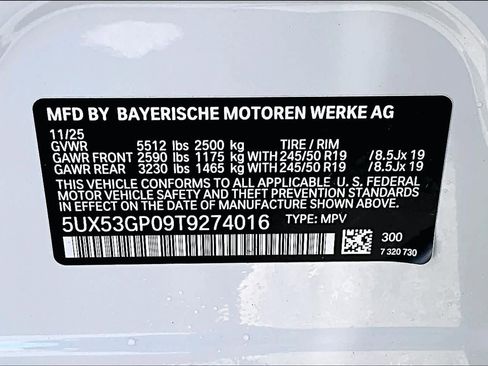 MFD BY BAYERISCHE MOTOREN WERKE AG
11/25
GVWR 5512 lbs 2500 kg TIRE / RIM
GAWR FRONT 2590 lbs 1175 kg WITH 245/50 R19 /8.5Jx 19
GAWR REAR 3230 lbs 1465 kg WITH 245/50 R19 /8.5Jx 19
THIS VEHICLE CONFORMS TO ALL APPLICABLE U.S. FEDERAL
MOTOR VEHICLE SAFETY AND THEFT PREVENTION STANDARDS
IN EFFECT ON THE DATE OF MANUFACTURE SHOWN ABOVE.
5UX53GP09T9274016 TYPE: MPV
300
7 320 730